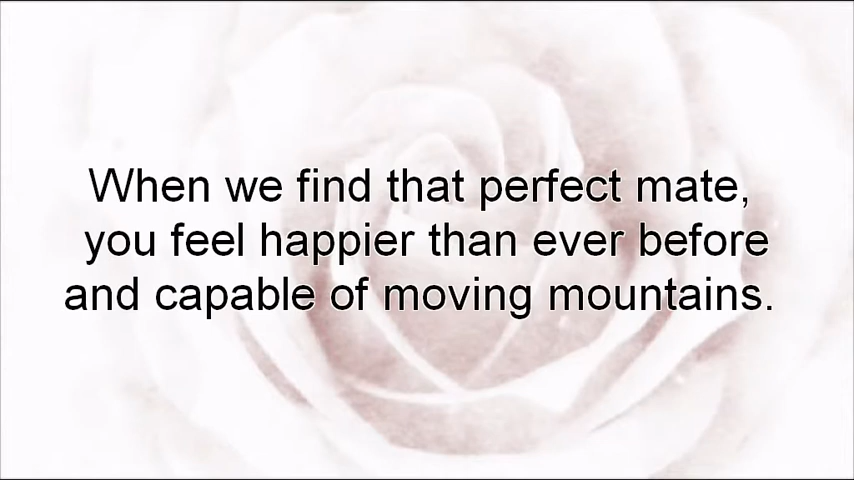 When we find that perfect mate,
you feel happier than ever before
and capable of moving mountains.